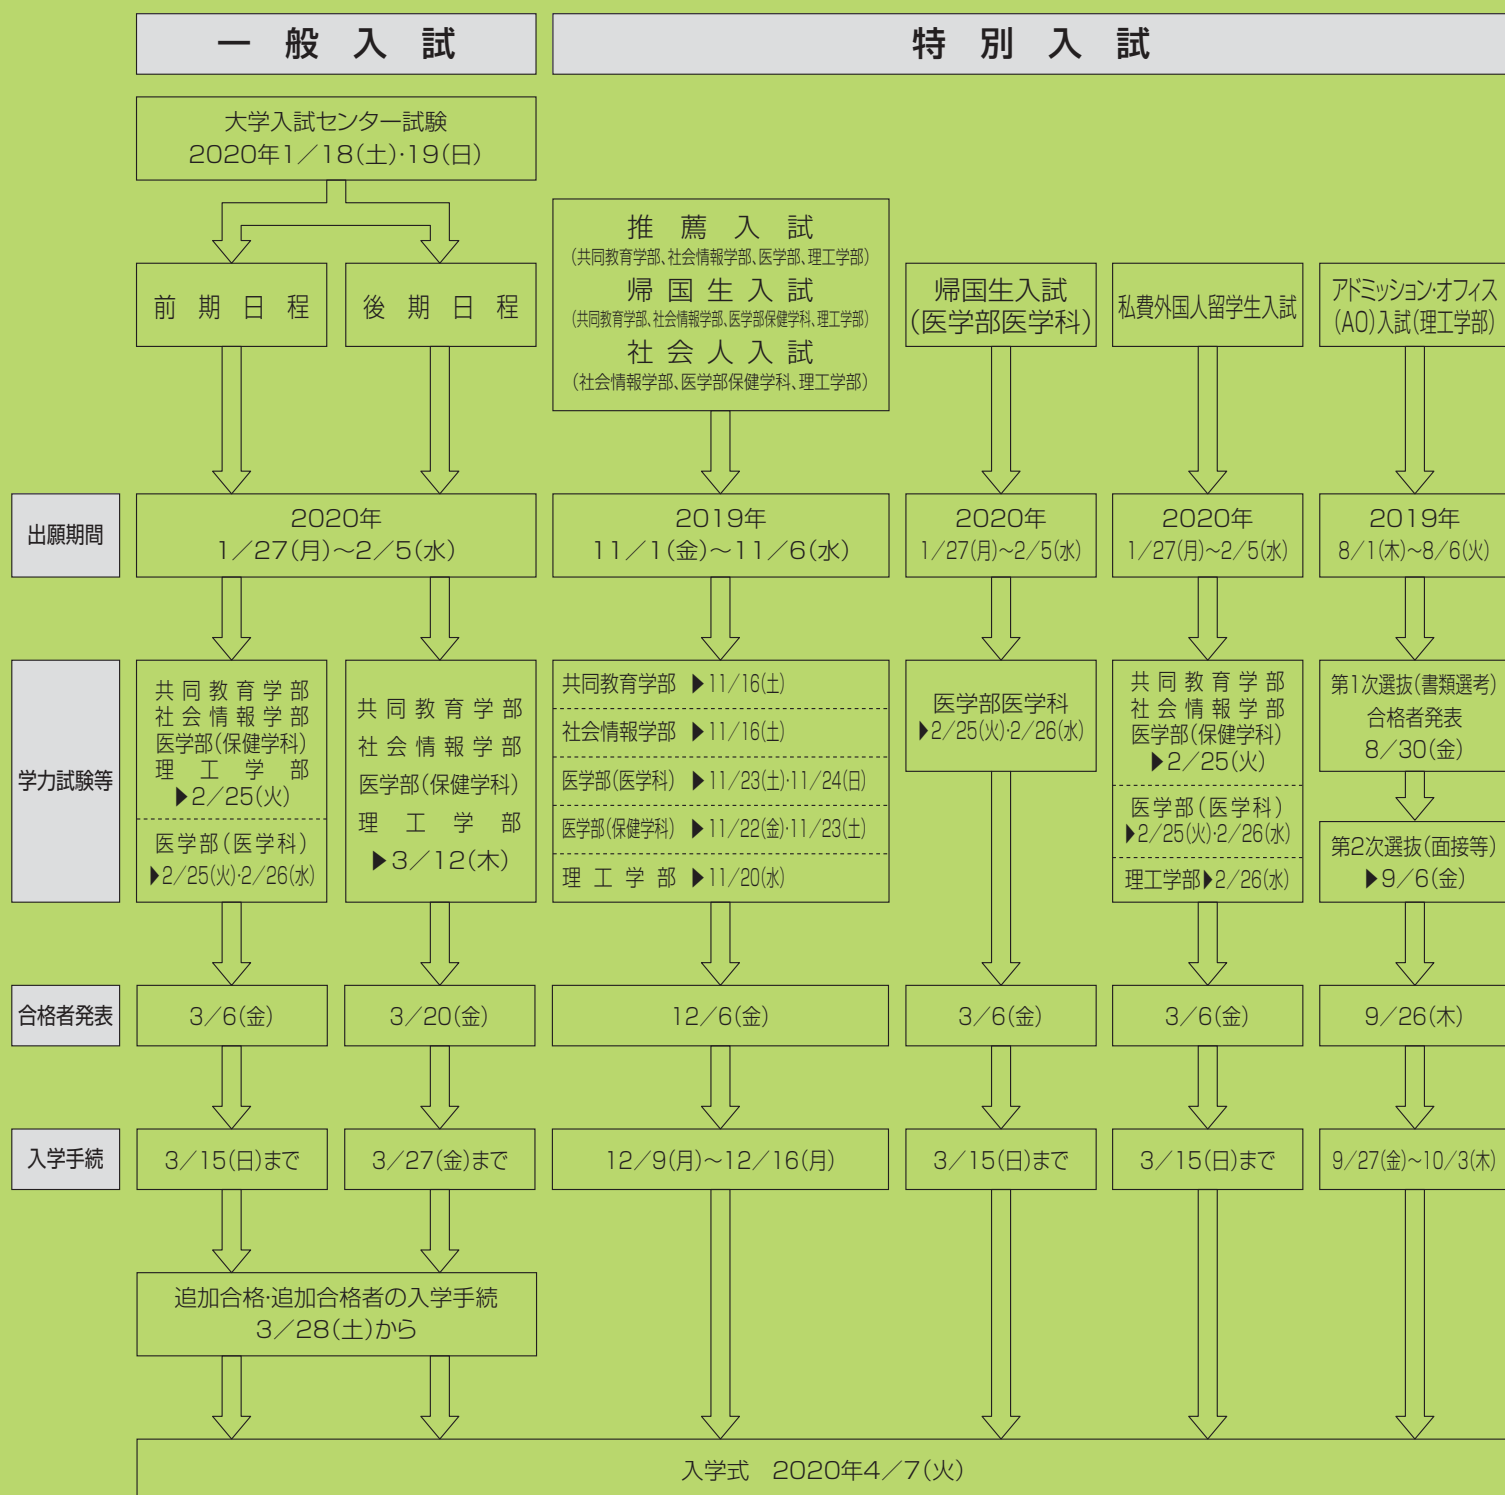 一般入試
特別入試
大学入試センター試験
2020年1／18(土)・19(日)
前期日程
後期日程
推薦入試
(共同教育学部、社会情報学部、医学部、理工学部)
帰国生入試
(共同教育学部、社会情報学部、医学部保健学科、理工学部)
社会人入試
(社会情報学部、医学部保健学科、理工学部)
帰国生入試
(医学部医学科)
私費外国人留学生入試
アドミッション・オフィス
(AO)入試(理工学部)
出願期間
2020年
1／27(月)～2／5(水)
2019年
11／1(金)～11／6(水)
2020年
1／27(月)～2／5(水)
2020年
1／27(月)～2／5(水)
2019年
8／1(木)～8／6(火)
学力試験等
共同教育学部
社会情報学部
医学部(保健学科)
理工学部
▶2／25(火)
医学部(医学科)
▶2／25(火)・2／26(水)
共同教育学部
社会情報学部
医学部(保健学科)
理工学部
▶3／12(木)
共同教育学部 ▶11／16(土)
社会情報学部 ▶11／16(土)
医学部(医学科) ▶11／23(土)・11／24(日)
医学部(保健学科) ▶11／22(金)・11／23(土)
理工学部 ▶11／20(水)
医学部医学科
▶2／25(火)・2／26(水)
共同教育学部
社会情報学部
医学部(保健学科)
▶2／25(火)
医学部(医学科)
▶2／25(火)・2／26(水)
理工学部▶2／26(水)
第1次選抜(書類選考)
合格者発表
8／30(金)
第2次選抜(面接等)
▶9／6(金)
合格者発表
3／6(金)
3／20(金)
12／6(金)
3／6(金)
3／6(金)
9／26(木)
入学手続
3／15(日)まで
3／27(金)まで
12／9(月)～12／16(月)
3／15(日)まで
3／15(日)まで
9／27(金)～10／3(木)
追加合格・追加合格者の入学手続
3／28(土)から
入学式　2020年4／7(火)